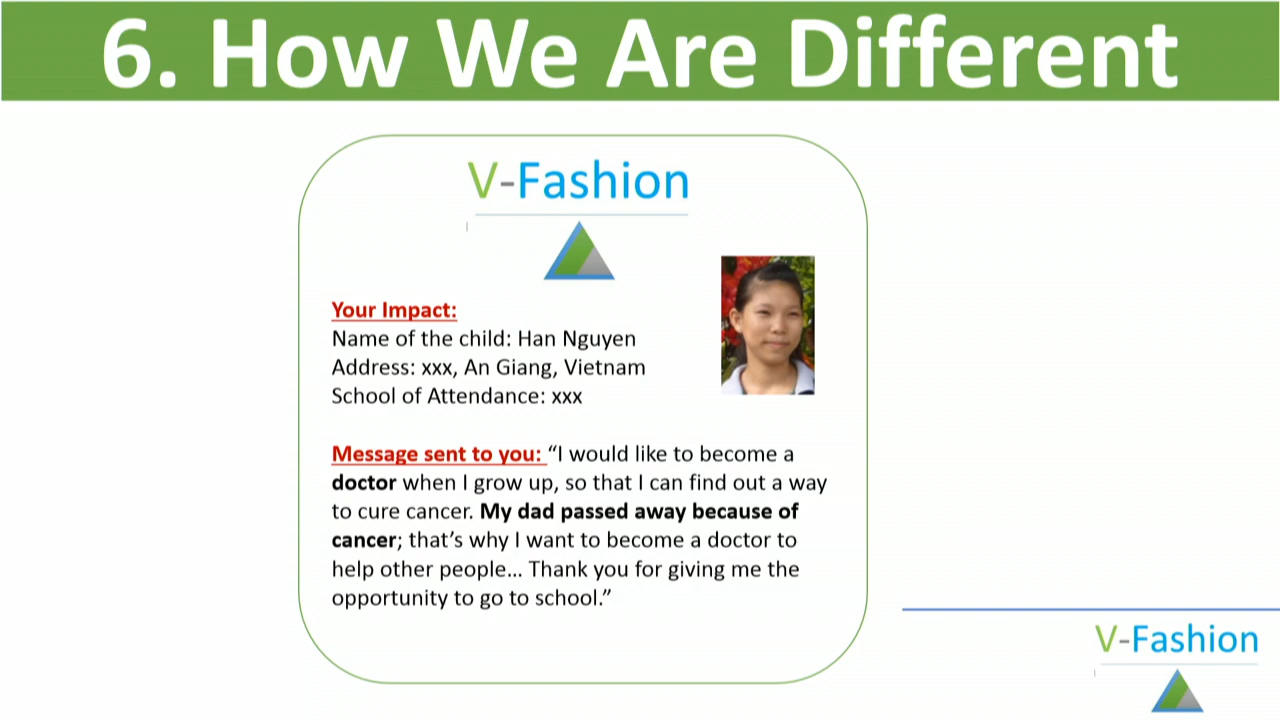 6. How We Are Different
V-Fashion
Your Impact:
Name of the child: Han Nguyen
Address: xxx, An Giang, Vietnam
School of Attendance: xxx
Message sent to you: “I would like to become a
doctor when I grow up, so that I can find out a way
to cure cancer. My dad passed away because of
cancer; that’s why I want to become a doctor to
help other people… Thank you for giving me the
opportunity to go to school.”
V-Fashion